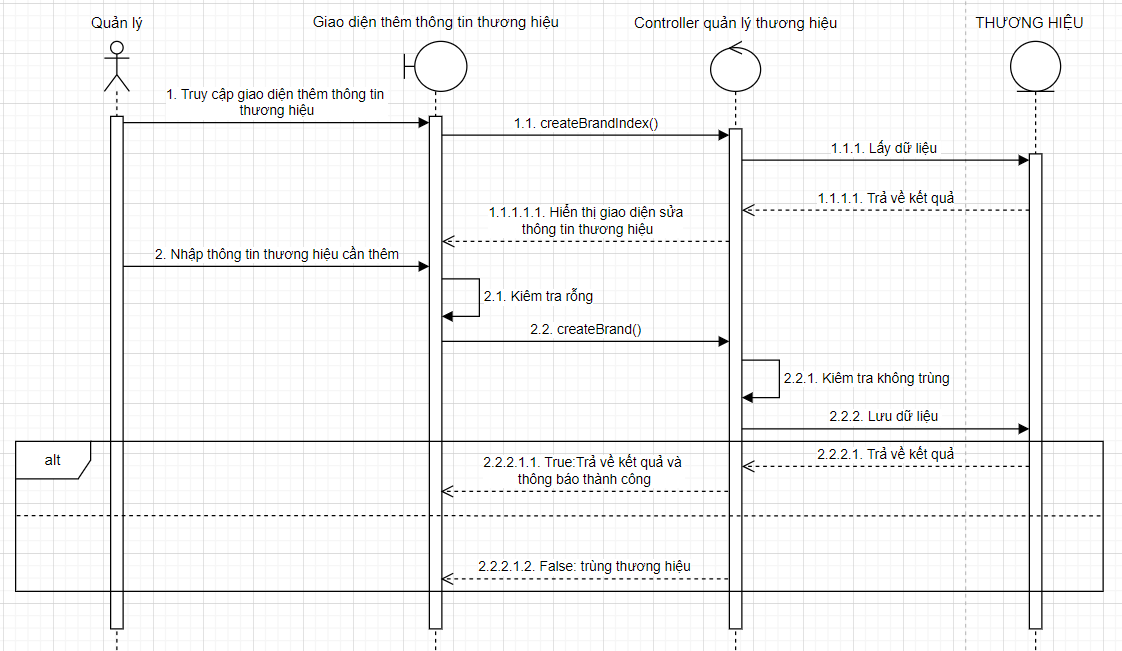 Quản lý
Giao diện thêm thông tin thương hiệu
Controller quản lý thương hiệu
THƯƠNG HIỆU
1. Truy cập giao diện thêm thông tin
thương hiệu
1.1. createBrandIndex()
1.1.1. Lấy dữ liệu
1.1.1.1. Trả về kết quả
1.1.1.1.1. Hiển thị giao diện sửa
thông tin thương hiệu
2. Nhập thông tin thương hiệu cần thêm
2.1. Kiêm tra rỗng
2.2. createBrand()
2.2.1. Kiêm tra không trùng
2.2.2. Lưu dữ liệu
alt
2.2.2.1. Trả về kết quả
2.2.2.1.1. True:Trả về kết quả và
thông báo thành công
2.2.2.1.2. False: trùng thương hiệu